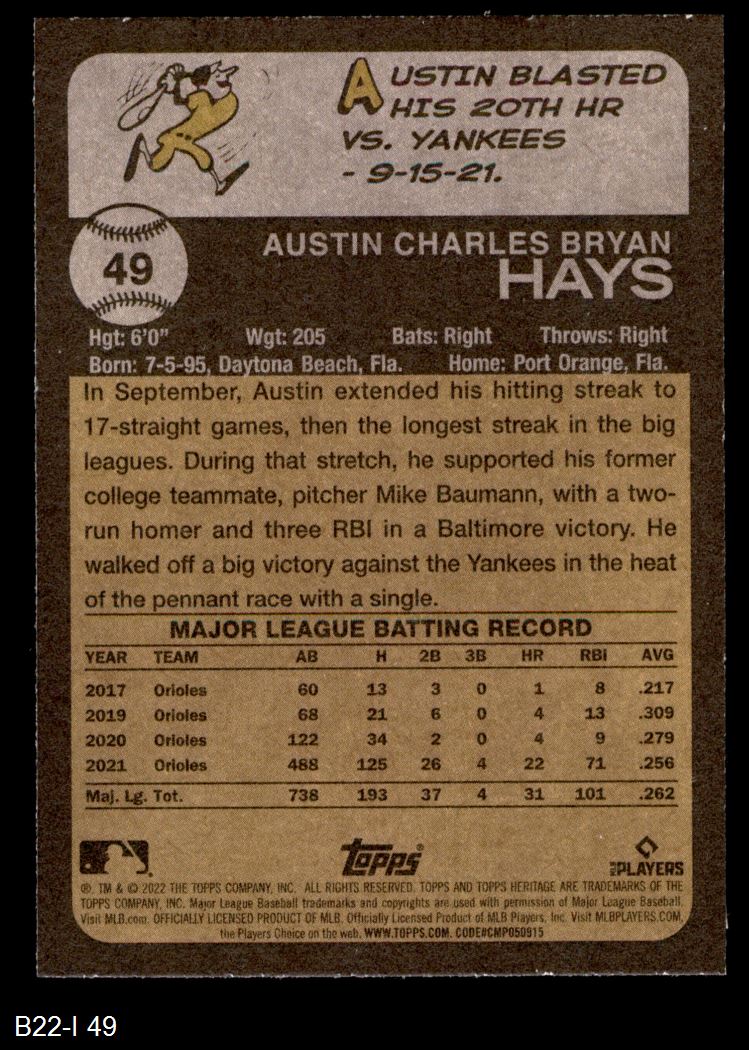 AUSTIN BLASTED
HIS 20TH HR
VS. YANKEES
- 9-15-21.
49
AUSTIN CHARLES BRYAN
HAYS
Hgt: 6'0" Wgt: 205 Bats: Right Throws: Right
Born: 7-5-95, Daytona Beach, Fla. Home: Port Orange, Fla.
In September, Austin extended his hitting streak to
17-straight games, then the longest streak in the big
leagues. During that stretch, he supported his former
college teammate, pitcher Mike Baumann, with a two-
run homer and three RBI in a Baltimore victory. He
walked off a big victory against the Yankees in the heat
of the pennant race with a single.
MAJOR LEAGUE BATTING RECORD
YEAR TEAM AB H 2B 3B HR RBI AVG
2017 Orioles 60 13 3 0 1 8 .217
2019 Orioles 68 21 6 0 4 13 .309
2020 Orioles 122 34 2 0 4 9 .279
2021 Orioles 488 125 26 4 22 71 .256
Maj. Lg. Tot. 738 193 37 4 31 101 .262
Topps
MLB PLAYERS
®, TM & © 2022 THE TOPPS COMPANY, INC. ALL RIGHTS RESERVED. TOPPS AND TOPPS HERITAGE ARE TRADEMARKS OF THE
TOPPS COMPANY, INC. Major League Baseball trademarks and copyrights are used with permission of Major League Baseball.
Visit MLB.com. OFFICIALLY LICENSED PRODUCT OF MLB. Officially Licensed Product of MLB Players, Inc. Visit MLBPLAYERS.COM,
the Players Choice on the web. WWW.TOPPS.COM. CODE#CMP050915
B22-I 49